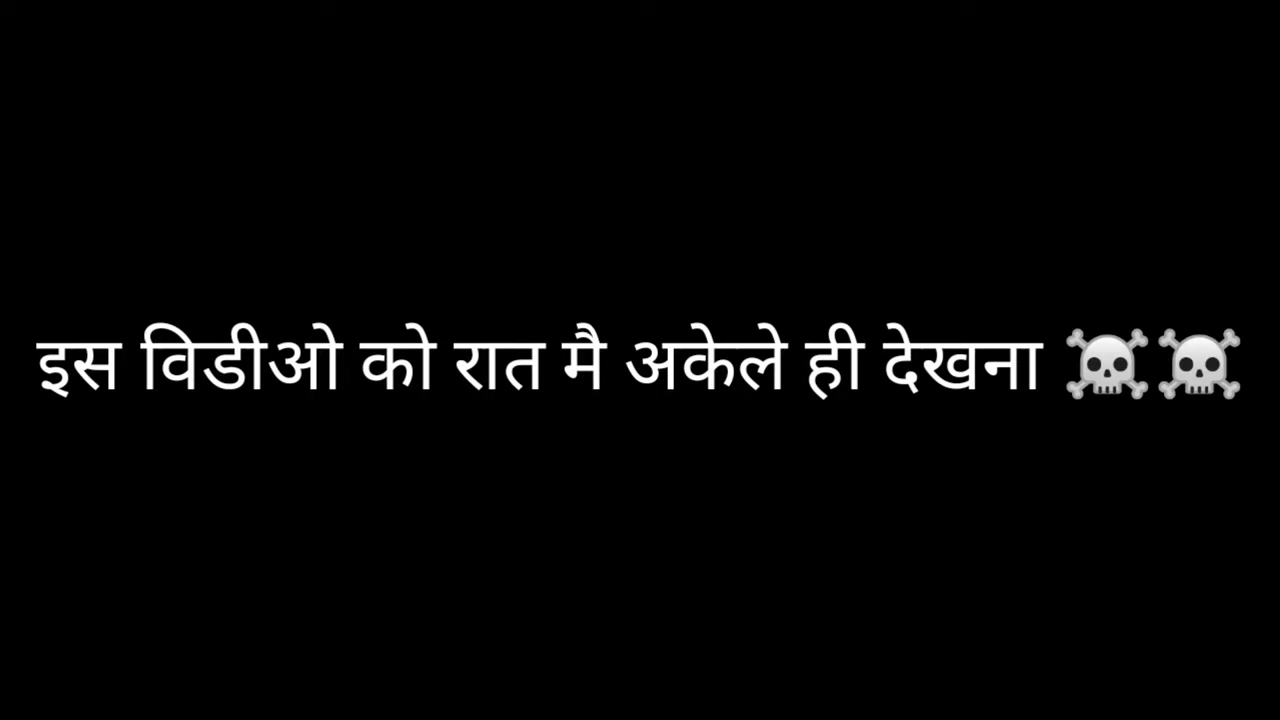 इस विडीओ को रात मै अकेले ही देखना ☠️☠️